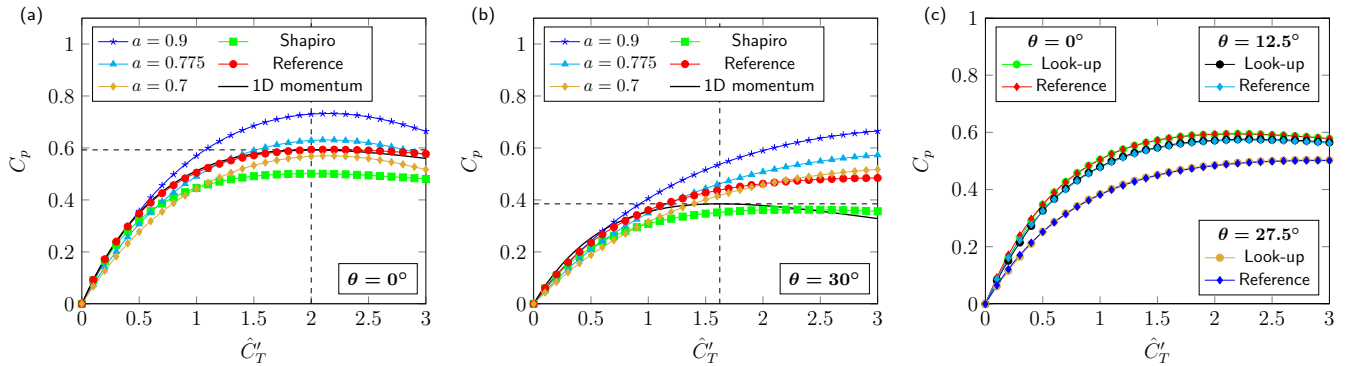 (a)
1
0.8
0.6
0.4
0.2
0
0 0.5 1 1.5 2 2.5 3
C_p
Ĉ′_T
a = 0.9
a = 0.775
a = 0.7
Shapiro
Reference
1D momentum
θ = 0°
(b)
1
0.8
0.6
0.4
0.2
0
0 0.5 1 1.5 2 2.5 3
C_p
Ĉ′_T
a = 0.9
a = 0.775
a = 0.7
Shapiro
Reference
1D momentum
θ = 30°
(c)
1
0.8
0.6
0.4
0.2
0
0 0.5 1 1.5 2 2.5 3
C_p
Ĉ′_T
θ = 0°
Look-up
Reference
θ = 12.5°
Look-up
Reference
θ = 27.5°
Look-up
Reference